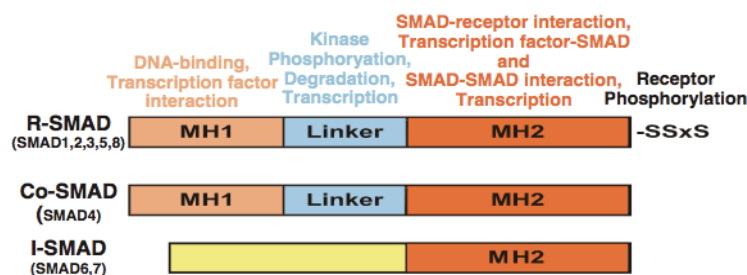 DNA-binding,
Transcription factor
interaction
Kinase
Phosphoryation,
Degradation,
Transcription
SMAD-receptor interaction,
Transcription factor-SMAD
and
SMAD-SMAD interaction,
Transcription
Receptor
Phosphorylation
R-SMAD
(SMAD1,2,3,5,8)
MH1 Linker MH2 -SSxS
Co-SMAD
(SMAD4)
MH1 Linker MH2
I-SMAD
(SMAD6,7)
MH2